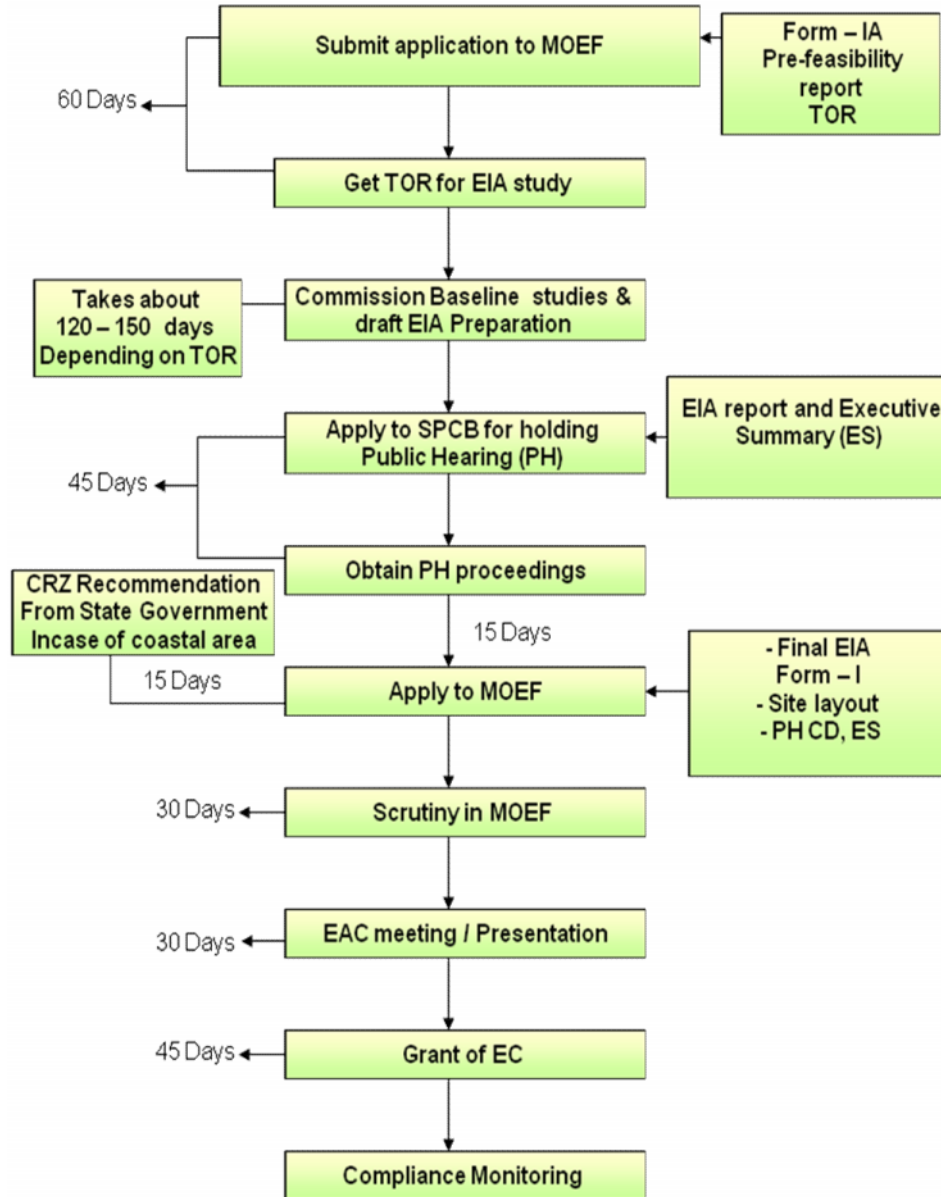 Submit application to MOEF
Form – IA
Pre-feasibility
report
TOR
60 Days
Get TOR for EIA study
Takes about
120 – 150 days
Depending on TOR
Commission Baseline studies &
draft EIA Preparation
Apply to SPCB for holding
Public Hearing (PH)
EIA report and Executive
Summary (ES)
45 Days
Obtain PH proceedings
CRZ Recommendation
From State Government
Incase of coastal area
15 Days
15 Days
Apply to MOEF
- Final EIA
Form – I
- Site layout
- PH CD, ES
30 Days
Scrutiny in MOEF
30 Days
EAC meeting / Presentation
45 Days
Grant of EC
Compliance Monitoring